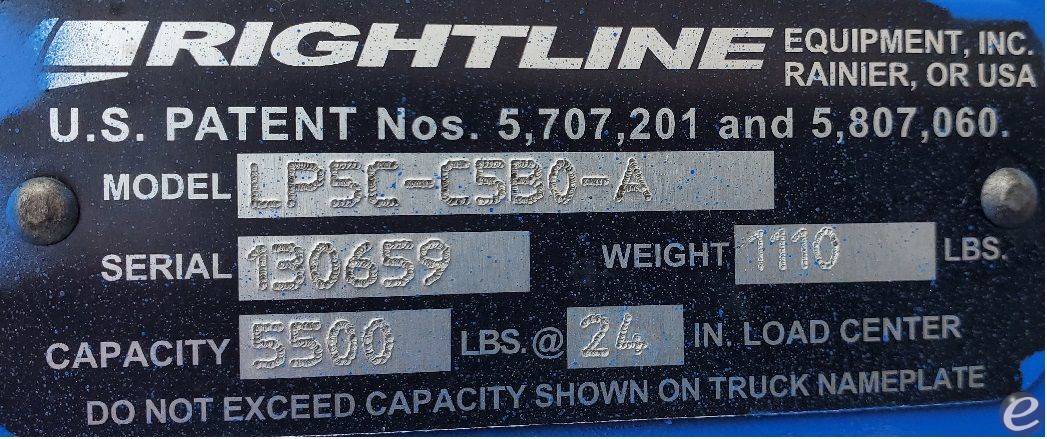 RIGHTLINE EQUIPMENT, INC.
RAINIER, OR USA
U.S. PATENT Nos. 5,707,201 and 5,807,060.
MODEL LP5C-C5B0-A
SERIAL 130659 WEIGHT 1110 LBS.
CAPACITY 5500 LBS.@ 24 IN. LOAD CENTER
DO NOT EXCEED CAPACITY SHOWN ON TRUCK NAMEPLATE
e